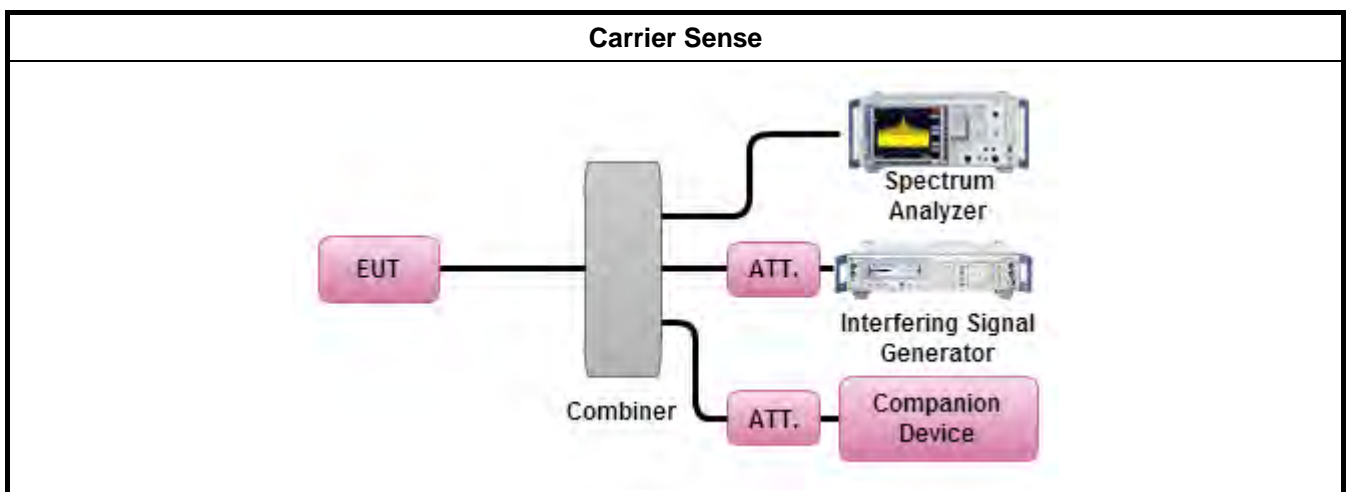 Carrier Sense
Spectrum
Analyzer
EUT
ATT.
Interfering Signal
Generator
Combiner
ATT.
Companion
Device